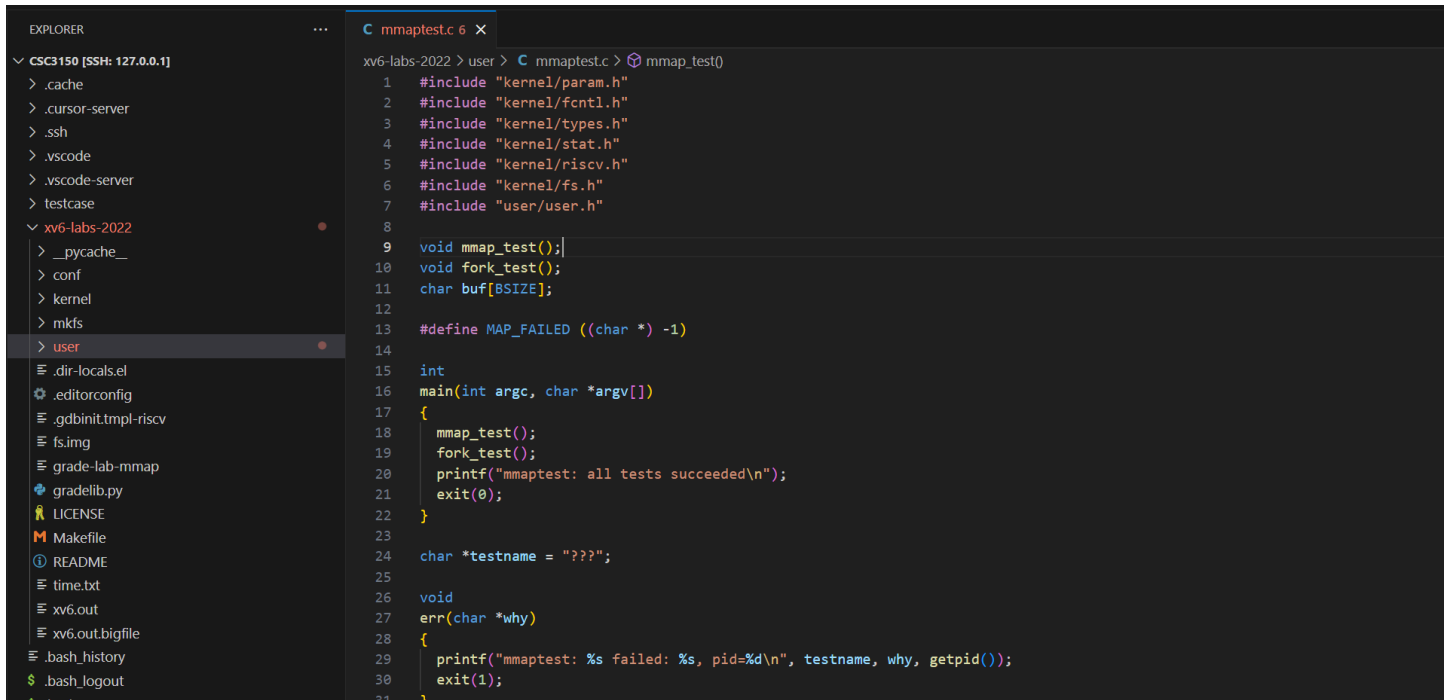 EXPLORER
...
CSC3150 [SSH: 127.0.0.1]
.cache
.cursor-server
.ssh
.vscode
.vscode-server
testcase
xv6-labs-2022
__pycache__
conf
kernel
mkfs
user
.dir-locals.el
.editorconfig
.gdbinit.tmpl-riscv
fs.img
grade-lab-mmap
gradelib.py
LICENSE
M Makefile
README
time.txt
xv6.out
xv6.out.bigfile
.bash_history
$ .bash_logout
C mmaptest.c 6 ×
xv6-labs-2022 > user > C mmaptest.c > mmap_test()
1 #include "kernel/param.h"
2 #include "kernel/fcntl.h"
3 #include "kernel/types.h"
4 #include "kernel/stat.h"
5 #include "kernel/riscv.h"
6 #include "kernel/fs.h"
7 #include "user/user.h"
8
9 void mmap_test();
10 void fork_test();
11 char buf[BSIZE];
12
13 #define MAP_FAILED ((char *) -1)
14
15 int
16 main(int argc, char *argv[])
17 {
18   mmap_test();
19   fork_test();
20   printf("mmaptest: all tests succeeded\n");
21   exit(0);
22 }
23
24 char *testname = "???";
25
26 void
27 err(char *why)
28 {
29   printf("mmaptest: %s failed: %s, pid=%d\n", testname, why, getpid());
30   exit(1);
31 }